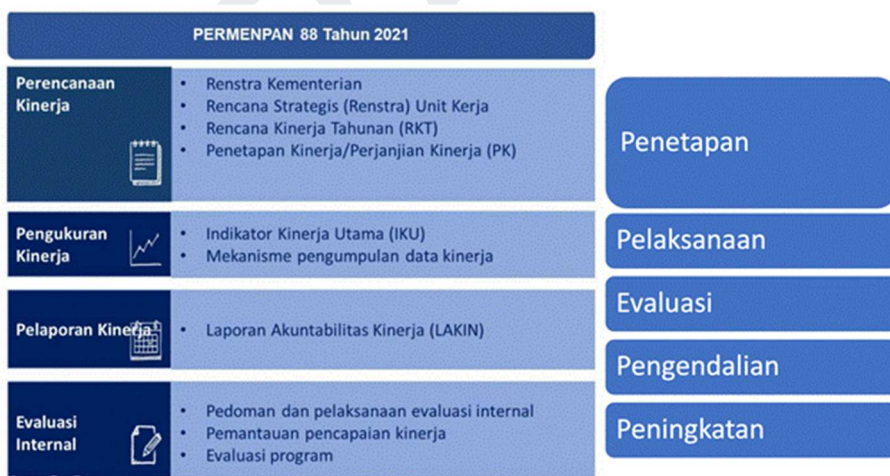 PERMENPAN 88 Tahun 2021
Perencanaan
Kinerja
• Renstra Kementerian
• Rencana Strategis (Renstra) Unit Kerja
• Rencana Kinerja Tahunan (RKT)
• Penetapan Kinerja/Perjanjian Kinerja (PK)
Pengukuran
Kinerja
• Indikator Kinerja Utama (IKU)
• Mekanisme pengumpulan data kinerja
Pelaporan Kinerja
• Laporan Akuntabilitas Kinerja (LAKIN)
Evaluasi
Internal
• Pedoman dan pelaksanaan evaluasi internal
• Pemantauan pencapaian kinerja
• Evaluasi program
Penetapan
Pelaksanaan
Evaluasi
Pengendalian
Peningkatan